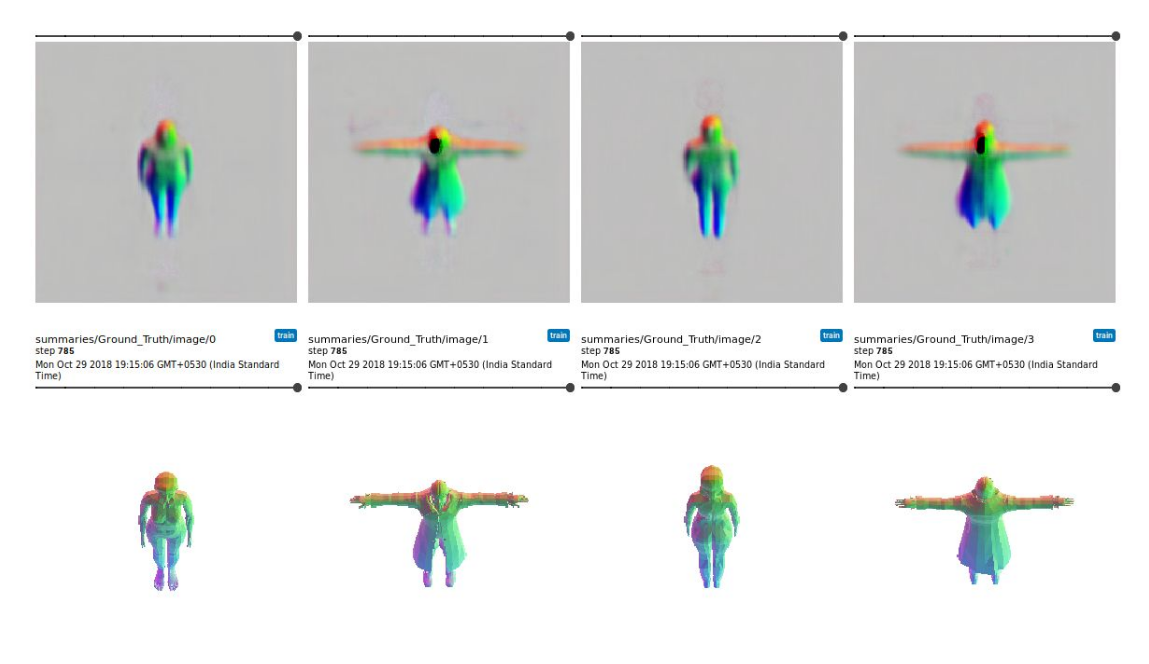 summaries/Ground_Truth/image/0 train
step 785
Mon Oct 29 2018 19:15:06 GMT+0530 (India Standard
Time)
summaries/Ground_Truth/image/1 train
step 785
Mon Oct 29 2018 19:15:06 GMT+0530 (India Standard
Time)
summaries/Ground_Truth/image/2 train
step 785
Mon Oct 29 2018 19:15:06 GMT+0530 (India Standard
Time)
summaries/Ground_Truth/image/3 train
step 785
Mon Oct 29 2018 19:15:06 GMT+0530 (India Standard
Time)